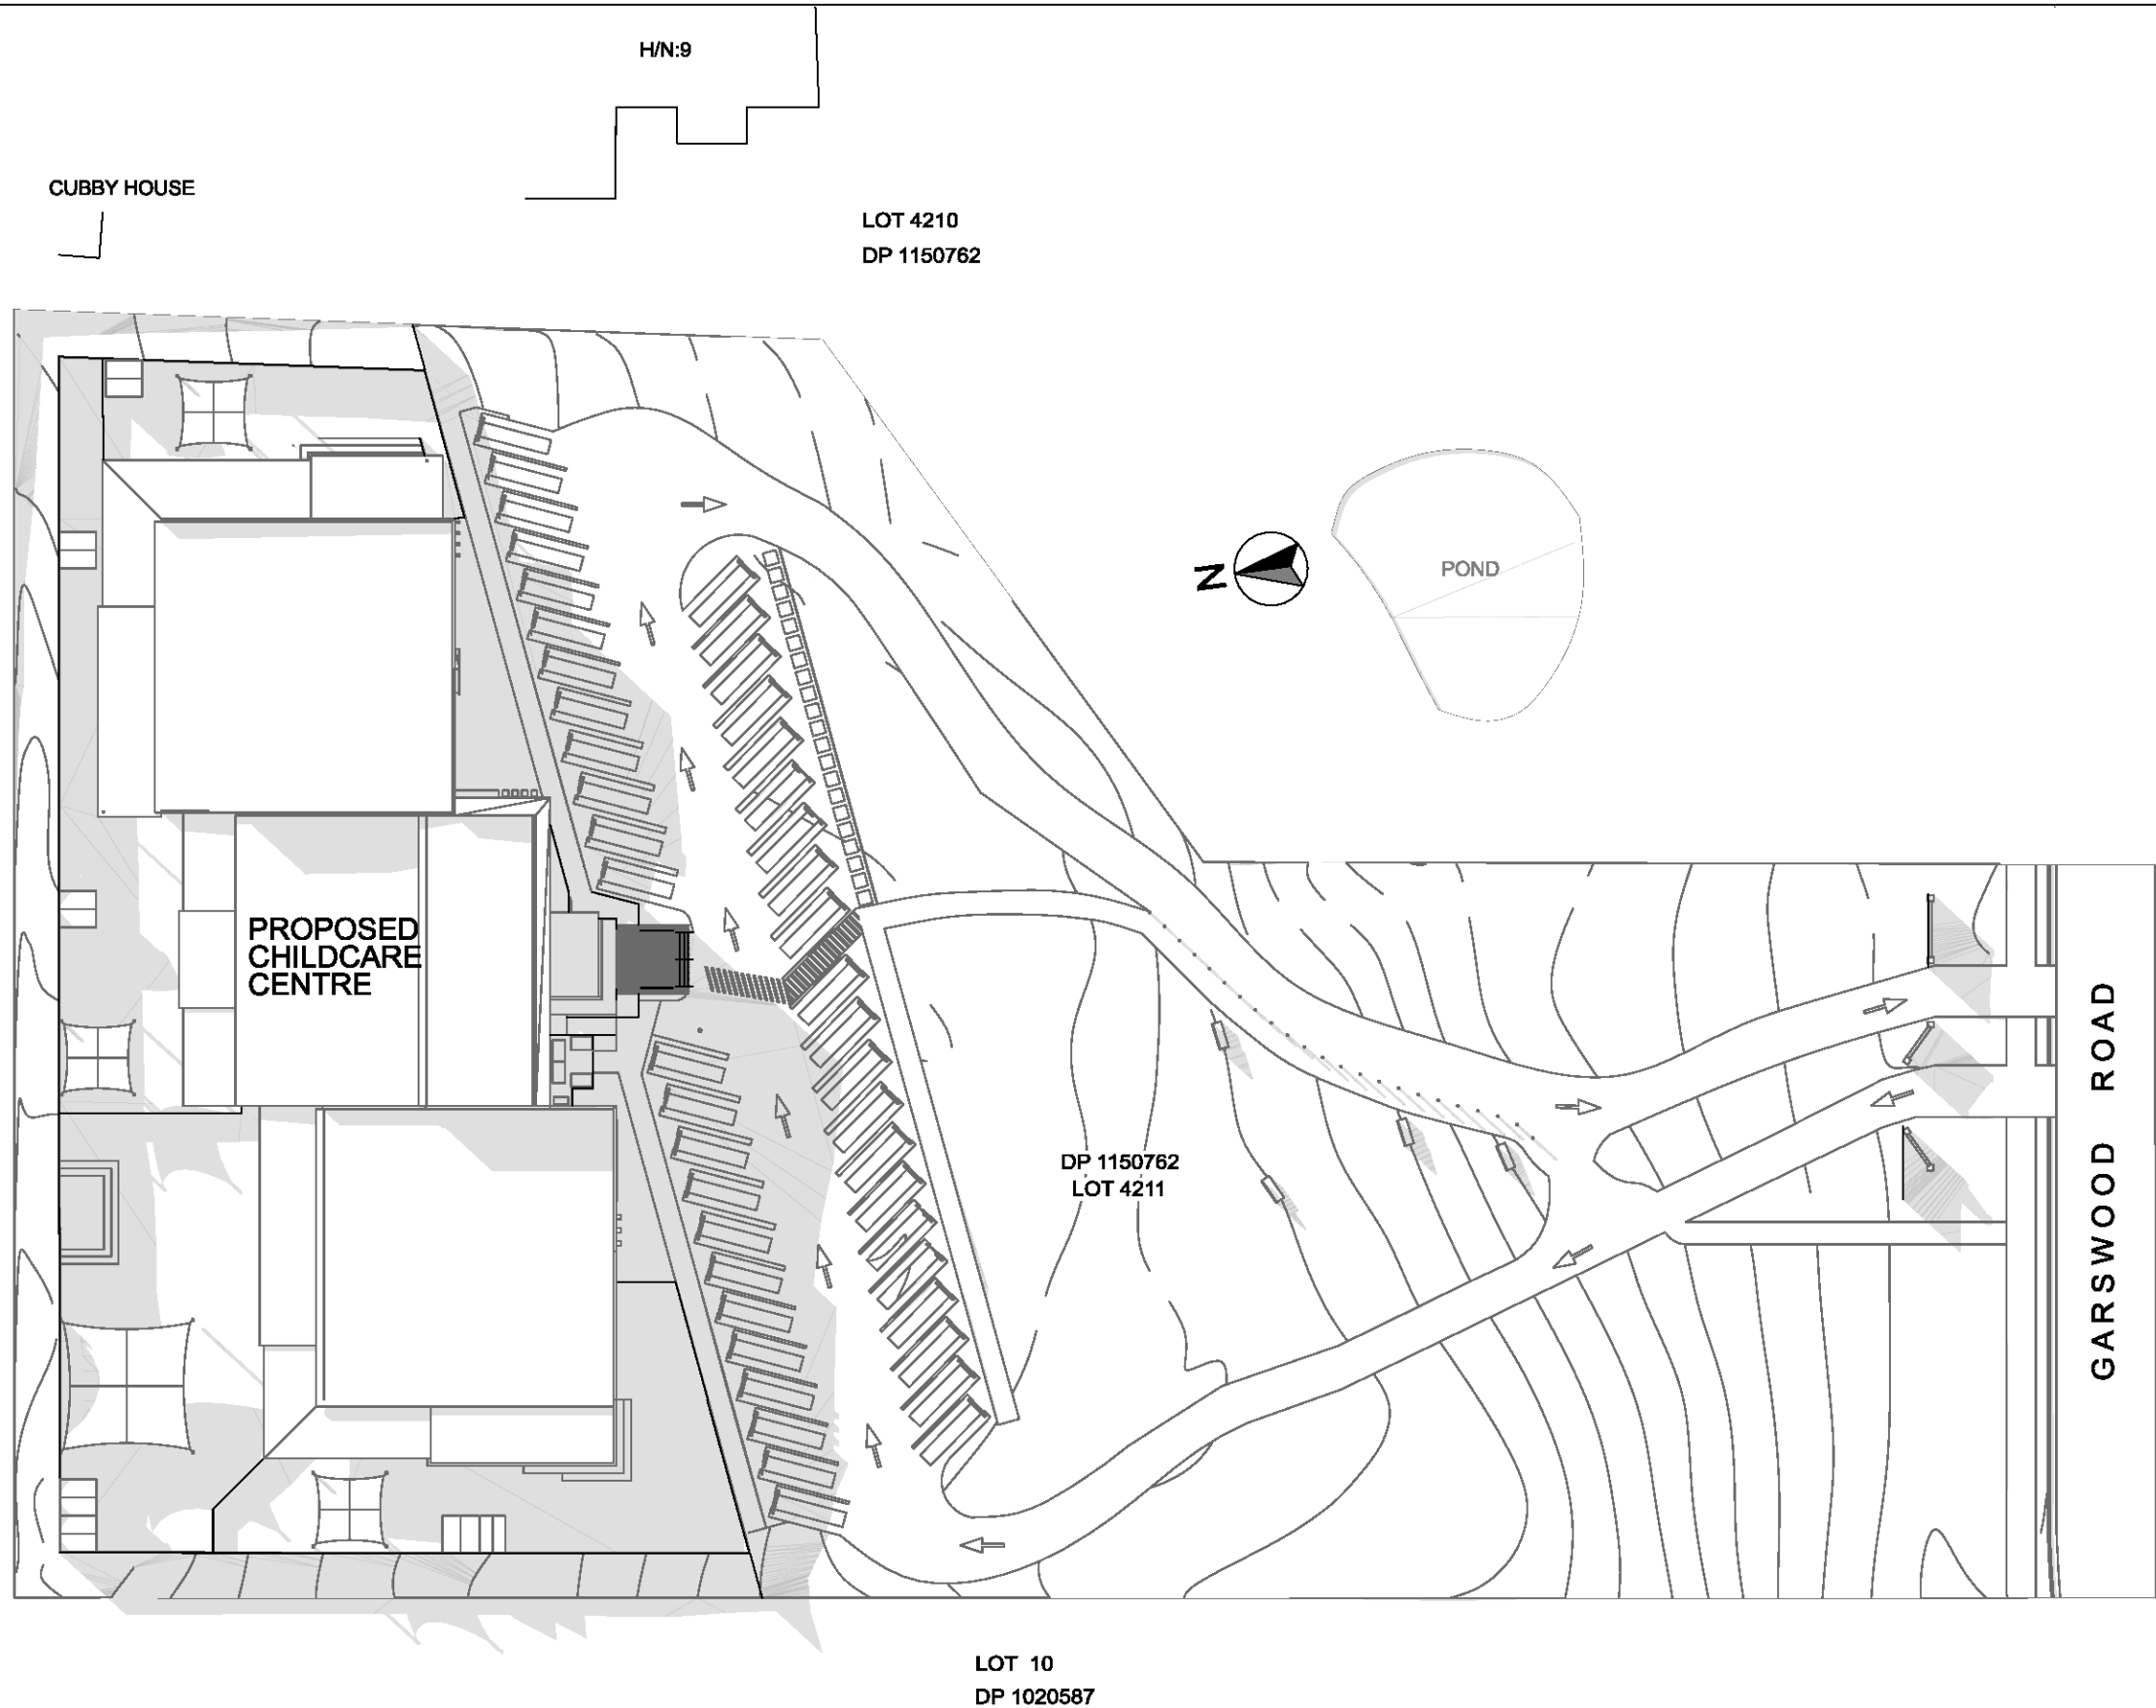 H/N:9
CUBBY HOUSE
LOT 4210
DP 1150762
N
POND
PROPOSED
CHILDCARE
CENTRE
DP 1150762
LOT 4211
GARSWOOD ROAD
LOT 10
DP 1020587